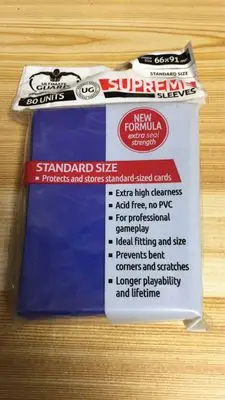 ULTIMATE
GUARD
80 UNITS
UG
SUPREME
SLEEVES
66x91
STANDARD SIZE
NEW
FORMULA
extra seal
strength
STANDARD SIZE
• Protects and stores standard-sized cards
• Extra high clearness
• Acid free, no PVC
• For professional
gameplay
• Ideal fitting and size
• Prevents bent
corners and scratches
• Longer playability
and lifetime